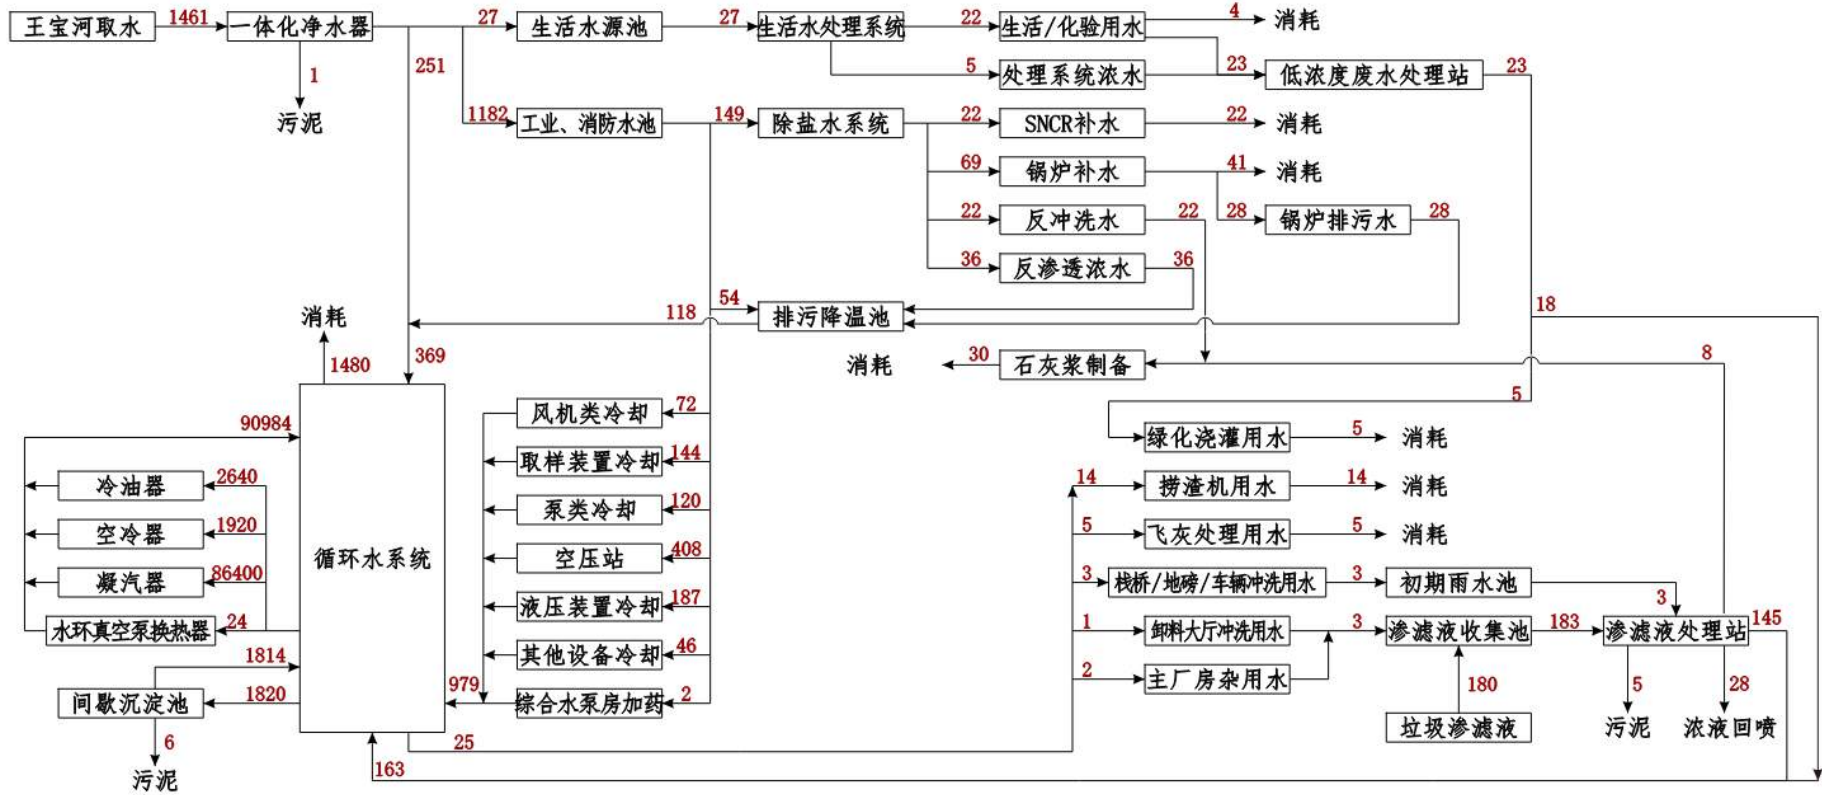 王宝河取水
1461
一体化净水器
27
生活水源池
27
生活水处理系统
22
生活/化验用水
4
消耗
1
污泥
251
5
处理系统浓水
23
低浓度废水处理站
23
1182
工业、消防水池
149
除盐水系统
22
SNCR补水
22
消耗
69
锅炉补水
41
消耗
22
反冲洗水
22
28
锅炉排污水
28
36
反渗透浓水
36
54
排污降温池
118
18
消耗
1480
369
消耗
30
石灰浆制备
8
5
90984
风机类冷却
72
绿化浇灌用水
5
消耗
冷油器
2640
取样装置冷却
144
14
捞渣机用水
14
消耗
空冷器
1920
泵类冷却
120
5
飞灰处理用水
5
消耗
循环水系统
凝汽器
86400
空压站
408
3
栈桥/地磅/车辆冲洗用水
3
初期雨水池
3
水环真空泵换热器
24
液压装置冷却
187
1
卸料大厅冲洗用水
3
渗滤液收集池
183
渗滤液处理站
145
1814
其他设备冷却
46
2
主厂房杂用水
180
5
28
间歇沉淀池
1820
979
综合水泵房加药
2
垃圾渗滤液
污泥
浓液回喷
6
污泥
25
163